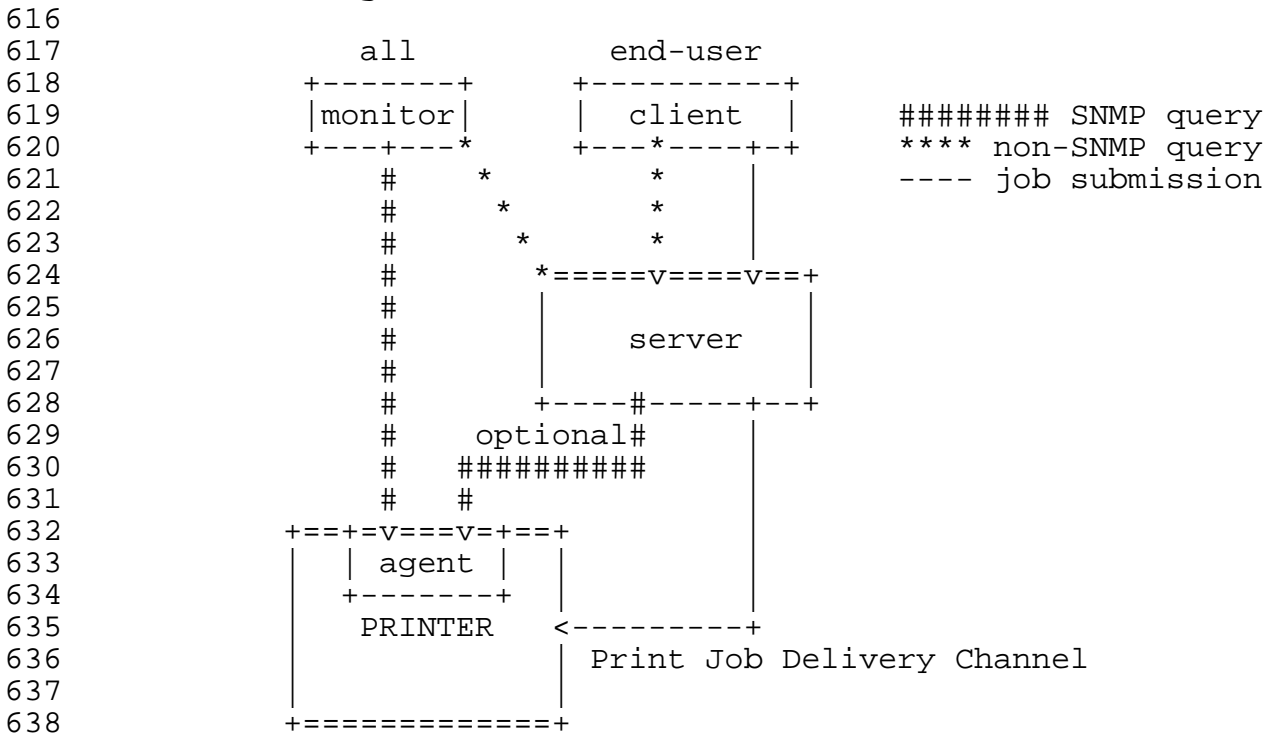 616
617                all          end-user
618             +-------+     +----------+
619             |monitor|     |  client  |     ######## SNMP query
620             +---+---*     +---*----+-+     **** non-SNMP query
621                 #    *        *    |       ---- job submission
622                 #     *       *    |
623                 #      *      *    |
624                 #       *=====v====v==+
625                 #       |             |
626                 #       |    server   |
627                 #       |             |
628                 #       +----#-----+--+
629                 #    optional#     |
630                 #   ##########     |
631                 #   #              |
632            +==+=v===v=+==+         |
633            |  | agent |  |         |
634            |  +-------+  |         |
635            |   PRINTER   <---------+
636            |             | Print Job Delivery Channel
637            |             |
638            +=============+